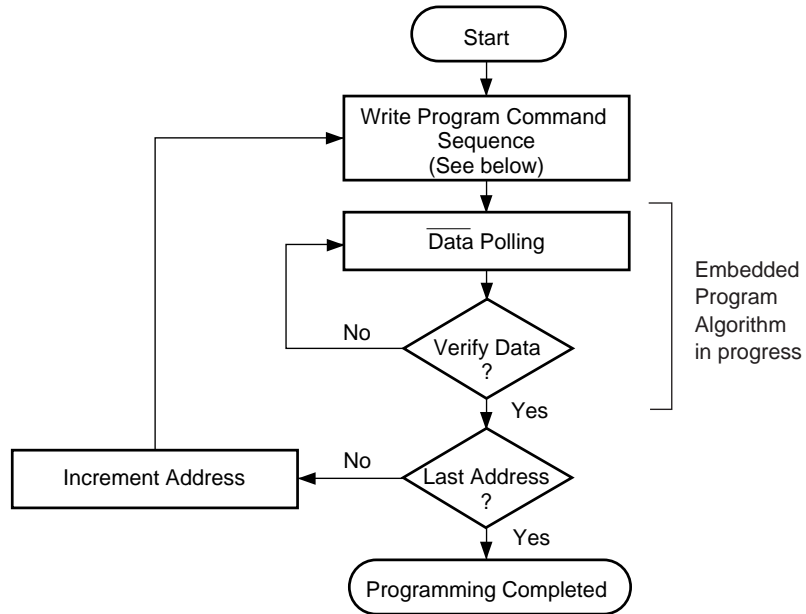 Start
Write Program Command
Sequence
(See below)
Data Polling
Embedded
Program
Algorithm
in progress
No
Verify Data
?
Yes
No
Increment Address
Last Address
?
Yes
Programming Completed